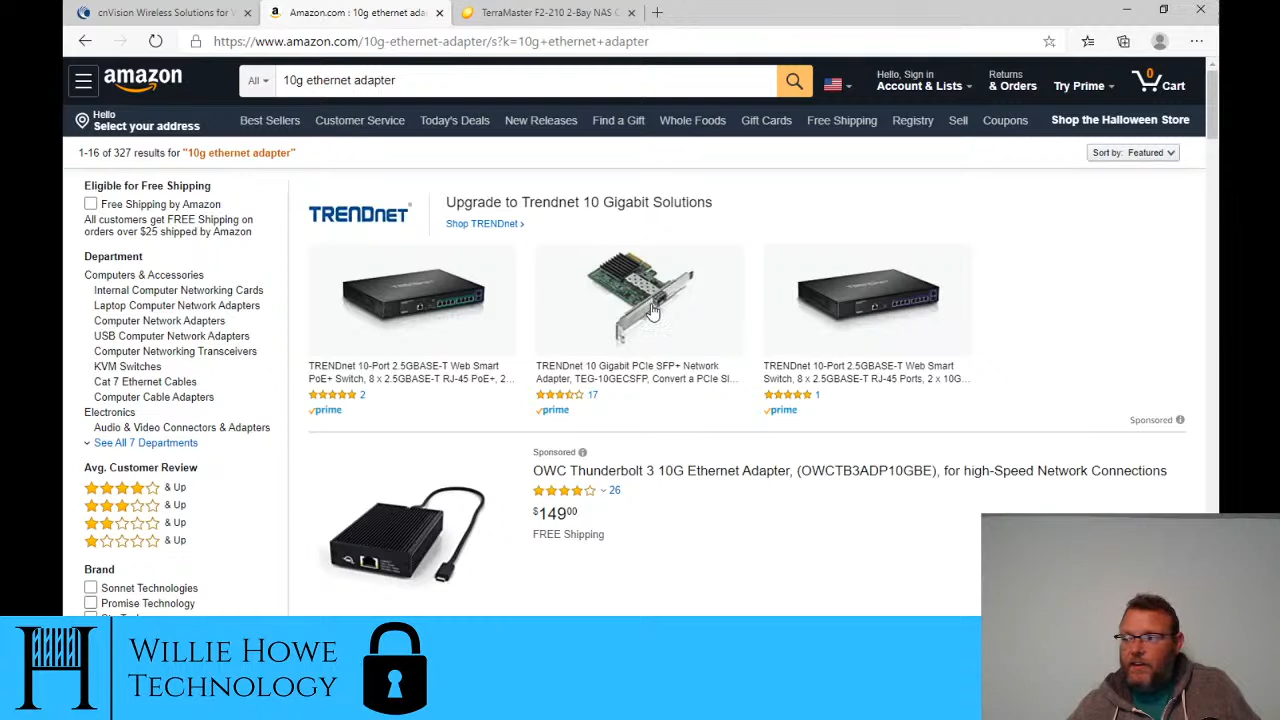 cnVision Wireless Solutions for V
Amazon.com : 10g ethernet ada
TerraMaster F2-210 2-Bay NAS C
https://www.amazon.com/10g-ethernet-adapter/s?k=10g+ethernet+adapter
amazon
All
10g ethernet adapter
Hello, Sign in
Account & Lists
Returns
& Orders
Try Prime
0
Cart
Hello
Select your address
Best Sellers
Customer Service
Today's Deals
New Releases
Find a Gift
Whole Foods
Gift Cards
Free Shipping
Registry
Sell
Coupons
Shop the Halloween Store
1-16 of 327 results for "10g ethernet adapter"
Sort by: Featured
Eligible for Free Shipping
Free Shipping by Amazon
All customers get FREE Shipping on
orders over $25 shipped by Amazon
Department
Computers & Accessories
Internal Computer Networking Cards
Laptop Computer Network Adapters
Computer Network Adapters
USB Computer Network Adapters
Computer Networking Transceivers
KVM Switches
Cat 7 Ethernet Cables
Computer Cable Adapters
Electronics
Audio & Video Connectors & Adaptors
See All 7 Departments
Avg. Customer Review
& Up
& Up
& Up
& Up
Brand
Sonnet Technologies
Promise Technology
TRENDNET
Upgrade to Trendnet 10 Gigabit Solutions
Shop TRENDnet ›
TRENDnet 10-Port 2.5GBASE-T Web Smart
PoE+ Switch, 8 x 2.5GBASE-T RJ-45 PoE+, 2...
2
prime
TRENDnet 10 Gigabit PCIe SFP+ Network
Adapter, TEG-10GECSFP, Convert a PCIe Sl...
17
prime
TRENDnet 10-Port 2.5GBASE-T Web Smart
Switch, 8 x 2.5GBASE-T RJ-45 Ports, 2 x 10G...
1
prime
Sponsored
Sponsored
OWC Thunderbolt 3 10G Ethernet Adapter, (OWCTB3ADP10GBE), for high-Speed Network Connections
26
$149⁰⁰
FREE Shipping
H
WILLIE HOWE
TECHNOLOGY